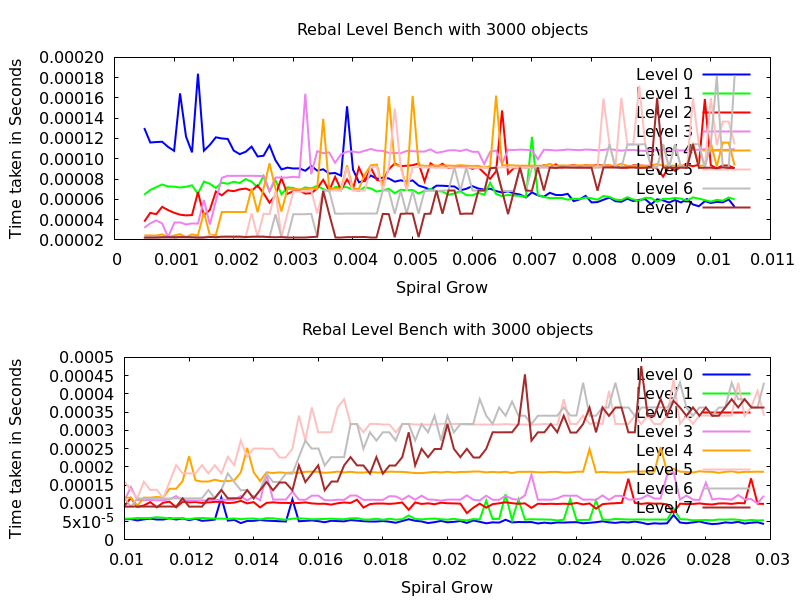 Rebal Level Bench with 3000 objects
Time taken in Seconds
0.00020
0.00018
0.00016
0.00014
0.00012
0.00010
0.00008
0.00006
0.00004
0.00002
Level 0
Level 1
Level 2
Level 3
Level 4
Level 5
Level 6
Level 7
0 0.001 0.002 0.003 0.004 0.005 0.006 0.007 0.008 0.009 0.01 0.011
Spiral Grow
Rebal Level Bench with 3000 objects
Time taken in Seconds
0.0005
0.00045
0.0004
0.00035
0.0003
0.00025
0.0002
0.00015
0.0001
5x10-5
0
Level 0
Level 1
Level 2
Level 3
Level 4
Level 5
Level 6
Level 7
0.01 0.012 0.014 0.016 0.018 0.02 0.022 0.024 0.026 0.028 0.03
Spiral Grow